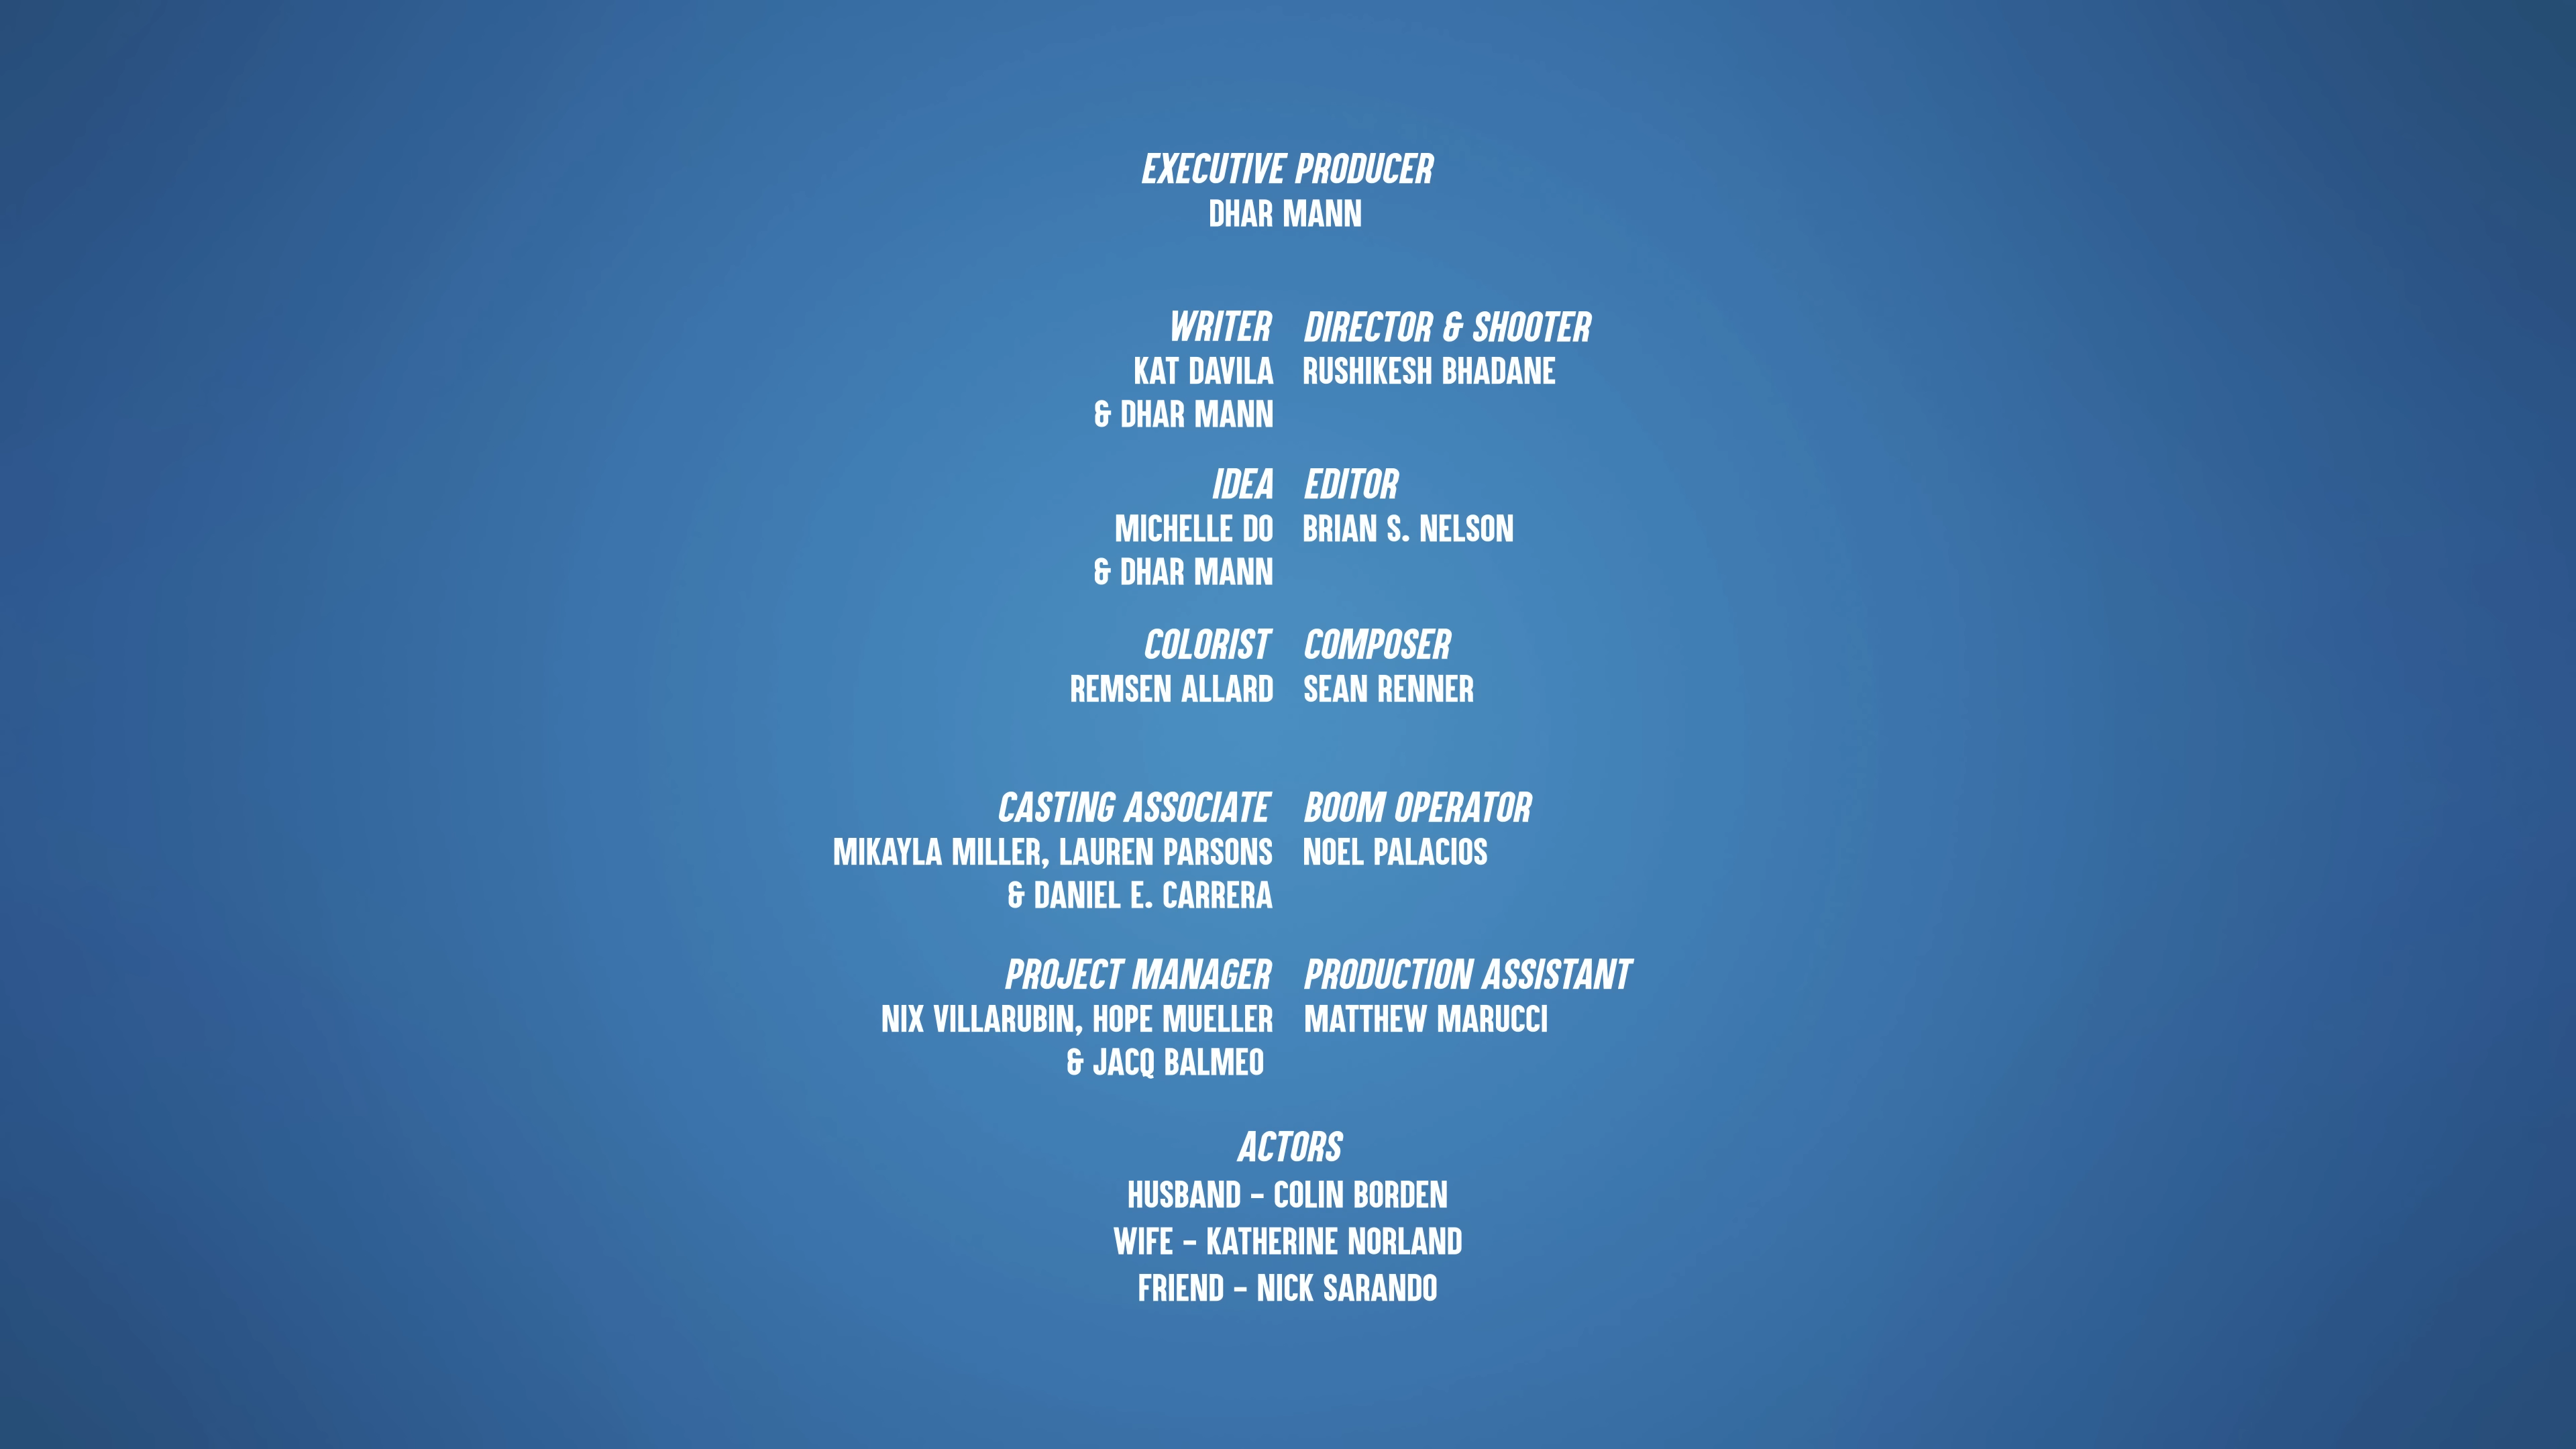 EXECUTIVE PRODUCER
DHAR MANN
WRITER
KAT DAVILA
& DHAR MANN
DIRECTOR & SHOOTER
RUSHIKESH BHADANE
IDEA
MICHELLE DO
& DHAR MANN
EDITOR
BRIAN S. NELSON
COLORIST
REMSEN ALLARD
COMPOSER
SEAN RENNER
CASTING ASSOCIATE
MIKAYLA MILLER, LAUREN PARSONS
& DANIEL E. CARRERA
BOOM OPERATOR
NOEL PALACIOS
PROJECT MANAGER
NIX VILLARUBIN, HOPE MUELLER
& JACQ BALMEO
PRODUCTION ASSISTANT
MATTHEW MARUCCI
ACTORS
HUSBAND – COLIN BORDEN
WIFE – KATHERINE NORLAND
FRIEND – NICK SARANDO